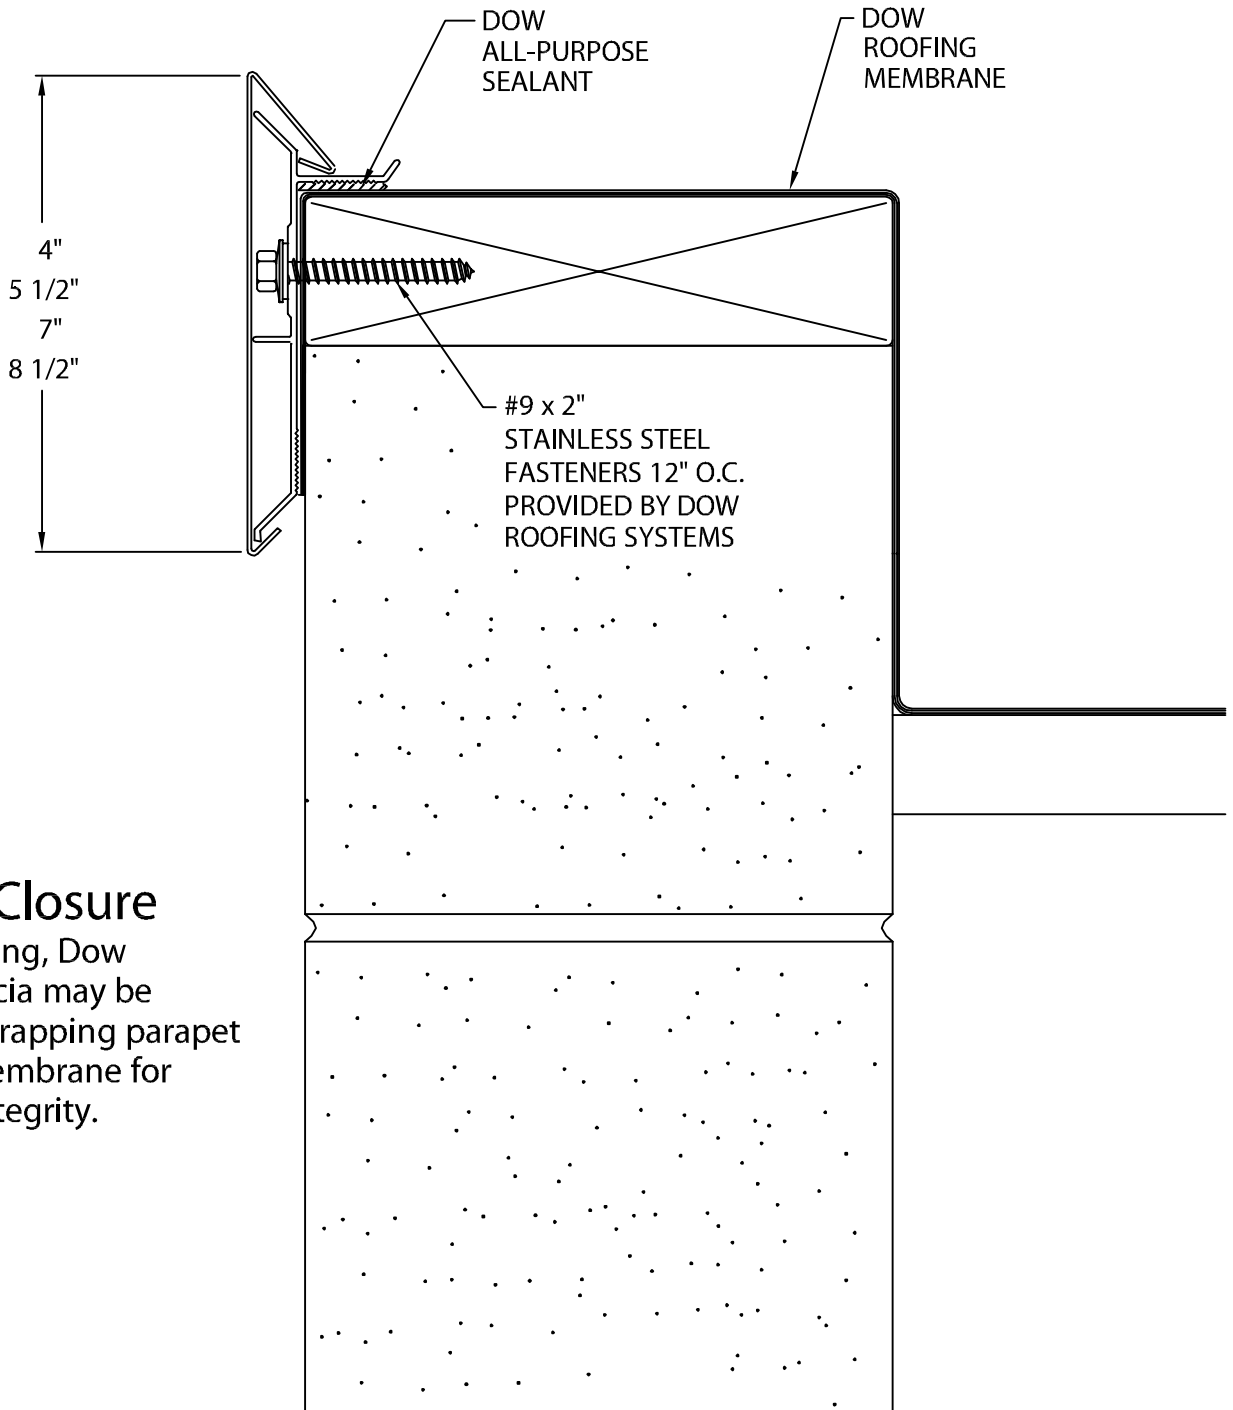 DOW
ALL-PURPOSE
SEALANT
DOW
ROOFING
MEMBRANE
4"
5 1/2"
7"
8 1/2"
#9 x 2"
STAINLESS STEEL
FASTENERS 12" O.C.
PROVIDED BY DOW
ROOFING SYSTEMS
Closure
ng, Dow
cia may be
rapping parapet
embrane for
tegrity.